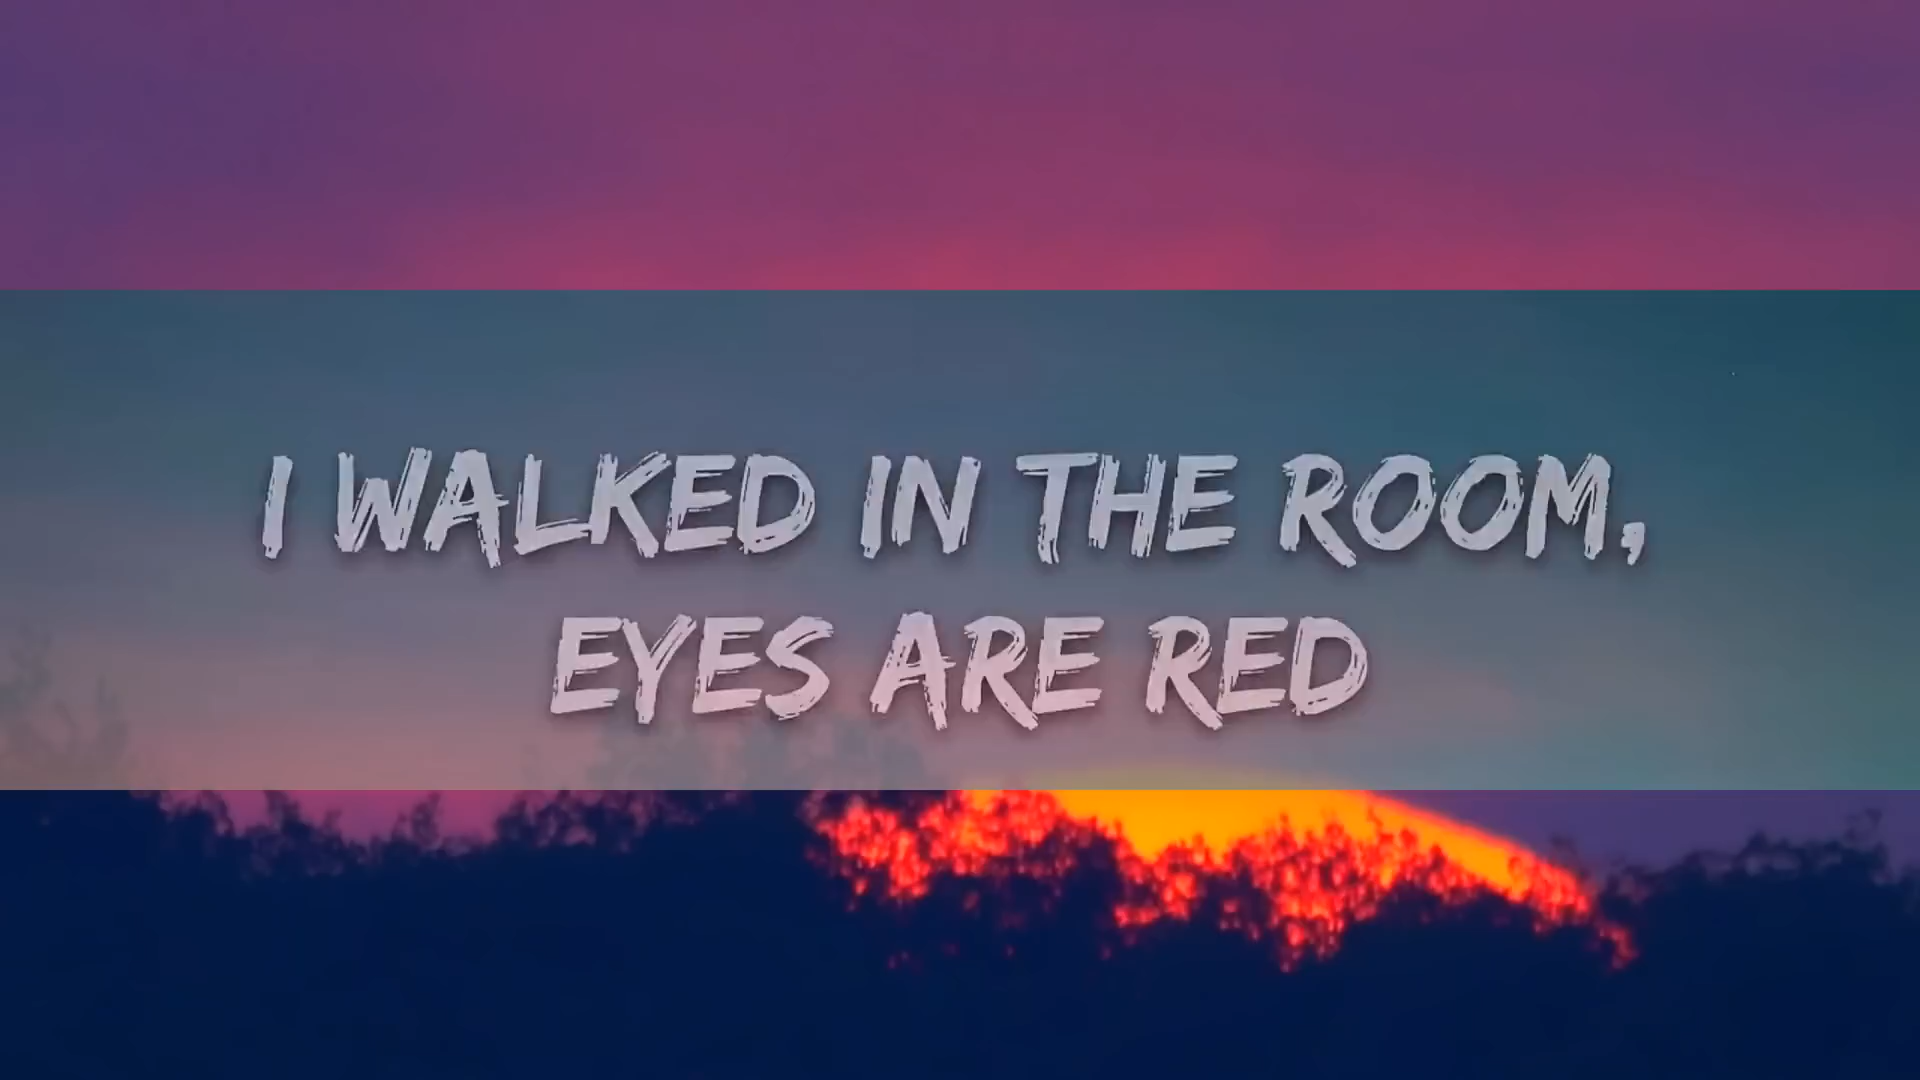 I WALKED IN THE ROOM,
EYES ARE RED